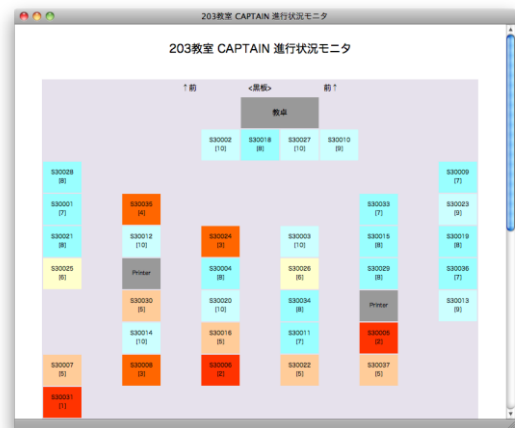 203教室 CAPTAIN 進行状況モニタ
203教室 CAPTAIN 進行状況モニタ
↑前 <黒板> 前↑
教卓
S30002 S30018 S30027 S30010
[10] [8] [10] [9]
S30028 S30009
[8] [7]
S30001 S30035 S30033 S30023
[7] [4] [7] [9]
S30021 S30012 S30024 S30003 S30015 S30019
[8] [10] [3] [10] [8] [8]
S30025 Printer S30004 S30026 S30029 S30036
[6] [8] [6] [8] [7]
S30030 S30020 S30034 Printer S30013
[5] [10] [8] [9]
S30014 S30016 S30011 S30005
[10] [5] [7] [2]
S30007 S30008 S30006 S30022 S30037
[5] [3] [2] [5] [5]
S30031
[1]